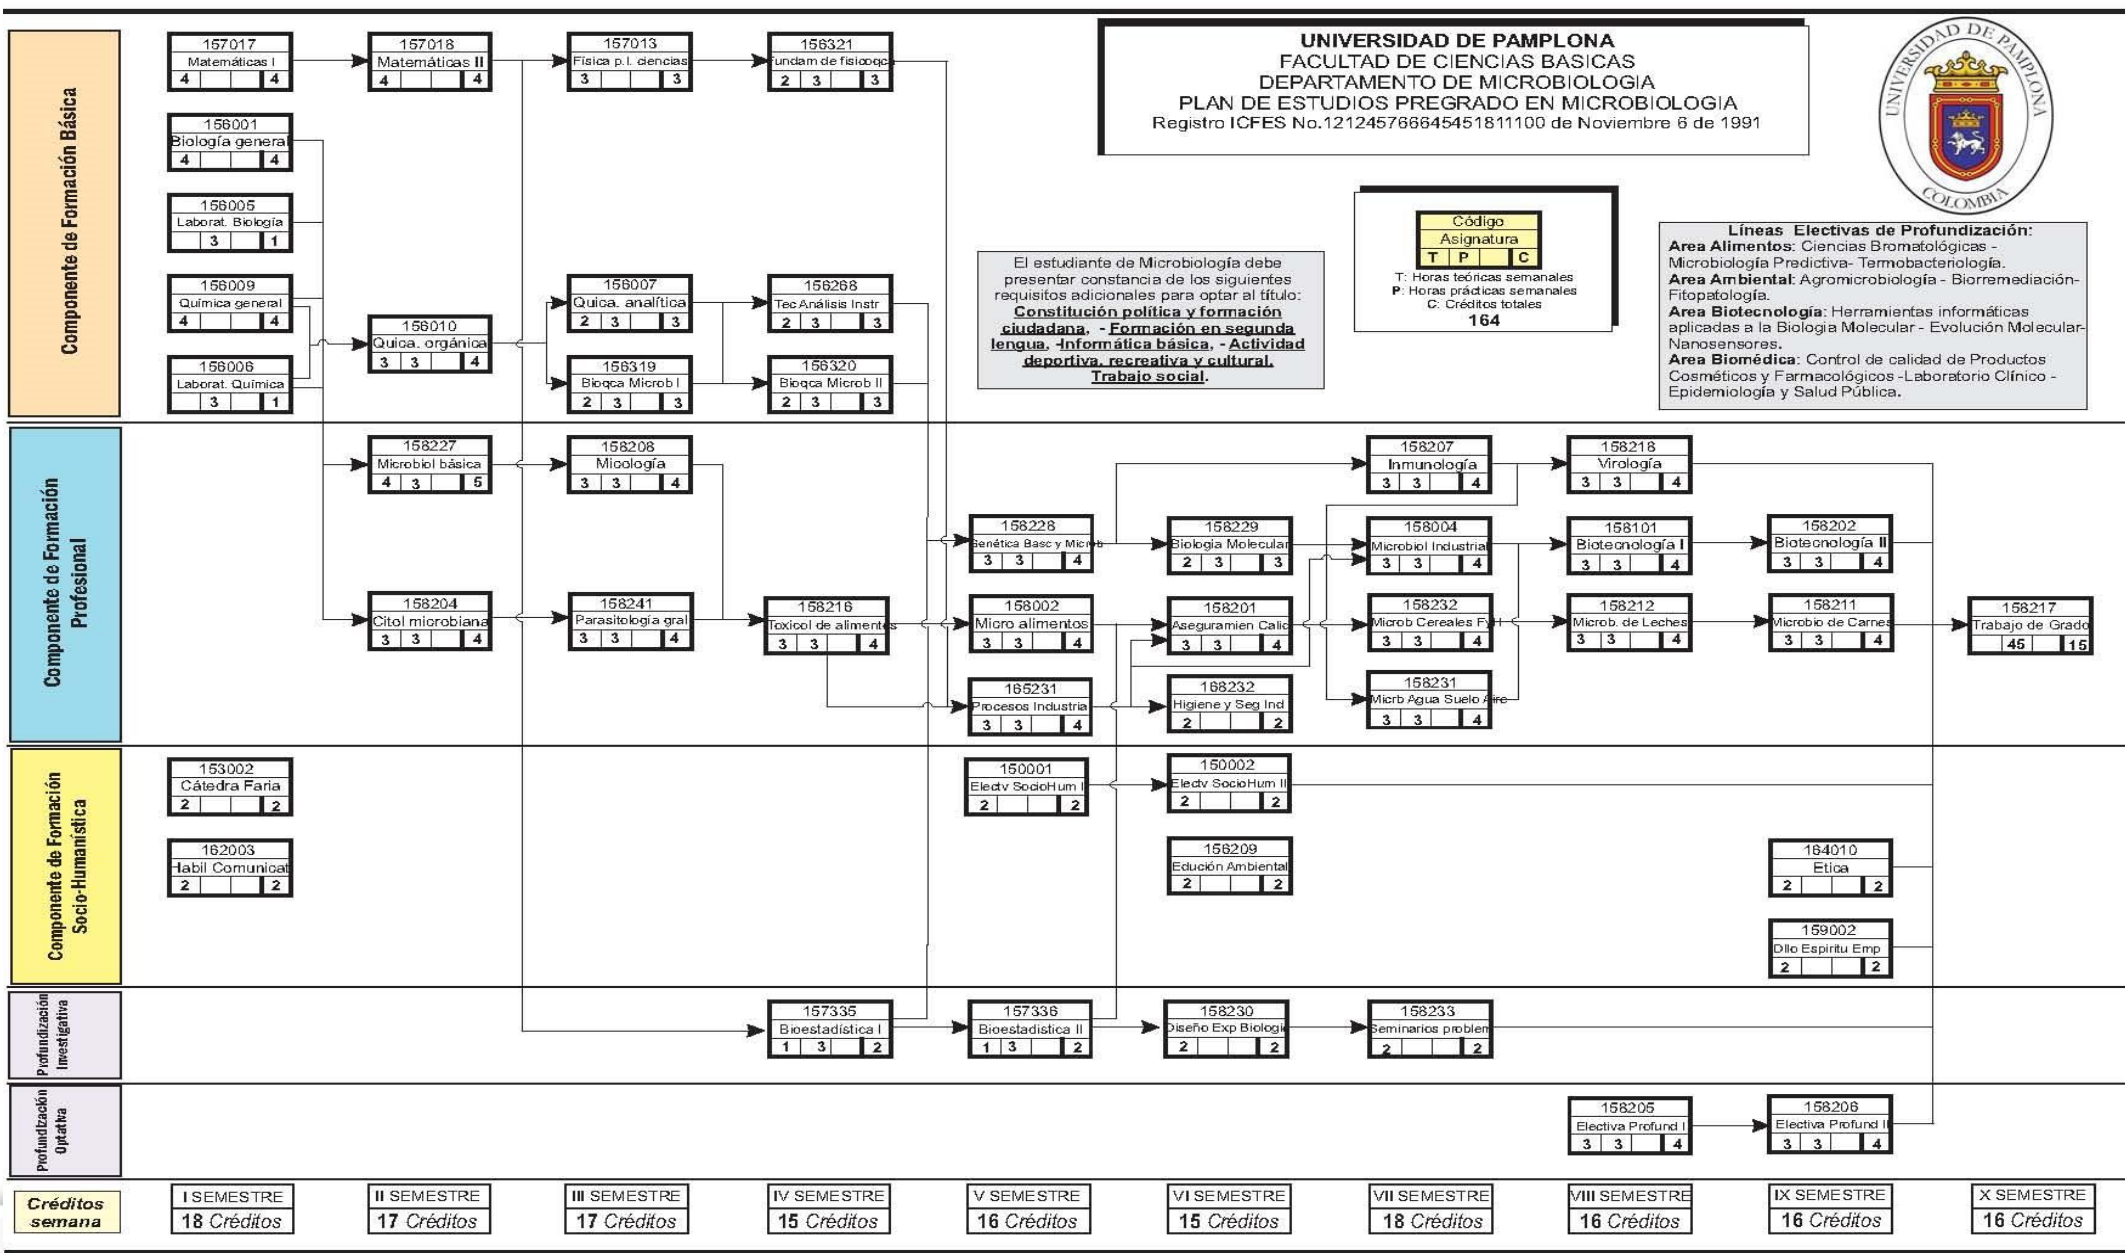 UNIVERSIDAD DE PAMPLONA
FACULTAD DE CIENCIAS BASICAS
DEPARTAMENTO DE MICROBIOLOGIA
PLAN DE ESTUDIOS PREGRADO EN MICROBIOLOGIA
Registro ICFES No.121245766645451811100 de Noviembre 6 de 1991
UNIVERSIDAD DE PAMPLONA
COLOMBIA
Código
Asignatura
T P C
T: Horas teóricas semanales
P: Horas prácticas semanales
C: Créditos totales
164
El estudiante de Microbiología debe
presentar constancia de los siguientes
requisitos adicionales para optar al título:
Constitución política y formación
ciudadana, - Formación en segunda
lengua, -Informática básica, - Actividad
deportiva, recreativa y cultural.
Trabajo social.
Líneas Electivas de Profundización:
Area Alimentos: Ciencias Bromatológicas -
Microbiología Predictiva- Termobacteriología.
Area Ambiental: Agromicrobiología - Biorremediación-
Fitopatología.
Area Biotecnología: Herramientas informáticas
aplicadas a la Biologia Molecular - Evolución Molecular-
Nanosensores.
Area Biomédica: Control de calidad de Productos
Cosméticos y Farmacológicos -Laboratorio Clínico -
Epidemiología y Salud Pública.
Componente de Formación Básica
157017
Matemáticas I
4 4
157018
Matemáticas II
4 4
157013
Física p.l. ciencias
3 3
156321
Fundam de fisicoqca
2 3 3
156001
Biología general
4 4
156005
Laborat. Biología
3 1
156009
Química general
4 4
156006
Laborat. Química
3 1
156010
Quica. orgánica
3 3 4
156007
Quica. analítica
2 3 3
156268
Tec Análisis Instr
2 3 3
156319
Bioqca Microb I
2 3 3
156320
Bioqca Microb II
2 3 3
Componente de Formación
Profesional
158227
Microbiol básica
4 3 5
158208
Micología
3 3 4
158207
Inmunología
3 3 4
158218
Virología
3 3 4
158228
Genética Basc y Microb
3 3 4
158229
Biologia Molecular
2 3 3
158004
Microbiol Industrial
3 3 4
158101
Biotecnología I
3 3 4
158202
Biotecnología II
3 3 4
158204
Citol microbiana
3 3 4
158241
Parasitología gral
3 3 4
158216
Toxicol de alimentos
3 3 4
158002
Micro alimentos
3 3 4
158201
Aseguramien Calid
3 3 4
158232
Microb Cereales FyH
3 3 4
158212
Microb. de Leches
3 3 4
158211
Microbio de Carnes
3 3 4
158217
Trabajo de Grado
45 15
165231
Procesos Industria
3 3 4
168232
Higiene y Seg Ind
2 2
158231
Micrb Agua Suelo Aire
3 3 4
Componente de Formación
Socio-Humanística
153002
Cátedra Faria
2 2
162003
Habil Comunicat
2 2
150001
Electv SocioHum I
2 2
150002
Electv SocioHum II
2 2
156209
Edución Ambiental
2 2
164010
Etica
2 2
159002
Dllo Espiritu Emp
2 2
Profundización
Investigativa
157335
Bioestadística I
1 3 2
157336
Bioestadistica II
1 3 2
158230
Diseño Exp Biologi
2 2
158233
Seminarios problem
2 2
Profundización
Optativa
158205
Electiva Profund I
3 3 4
158206
Electiva Profund II
3 3 4
Créditos
semana
I SEMESTRE
18 Créditos
II SEMESTRE
17 Créditos
III SEMESTRE
17 Créditos
IV SEMESTRE
15 Créditos
V SEMESTRE
16 Créditos
VI SEMESTRE
15 Créditos
VII SEMESTRE
18 Créditos
VIII SEMESTRE
16 Créditos
IX SEMESTRE
16 Créditos
X SEMESTRE
16 Créditos